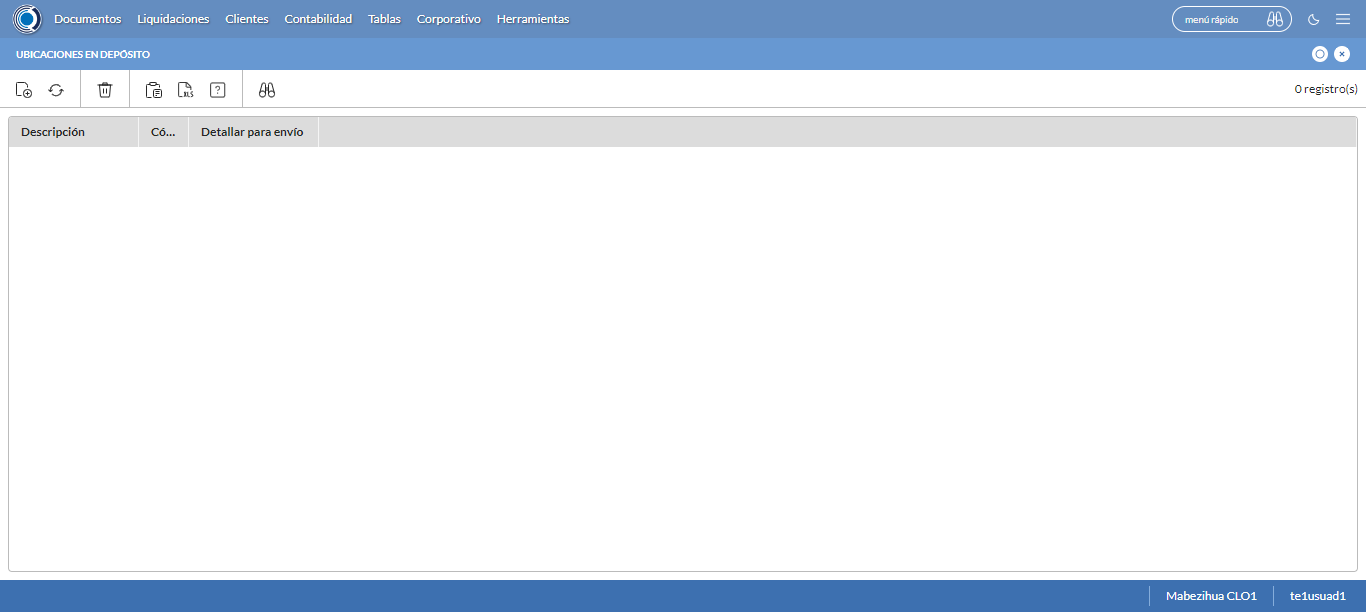 Documentos Liquidaciones Clientes Contabilidad Tablas Corporativo Herramientas menú rápido
UBICACIONES EN DEPÓSITO
XLS ? 0 registro(s)
Descripción Có... Detallar para envío
Mabezihua CLO1 te1usuad1